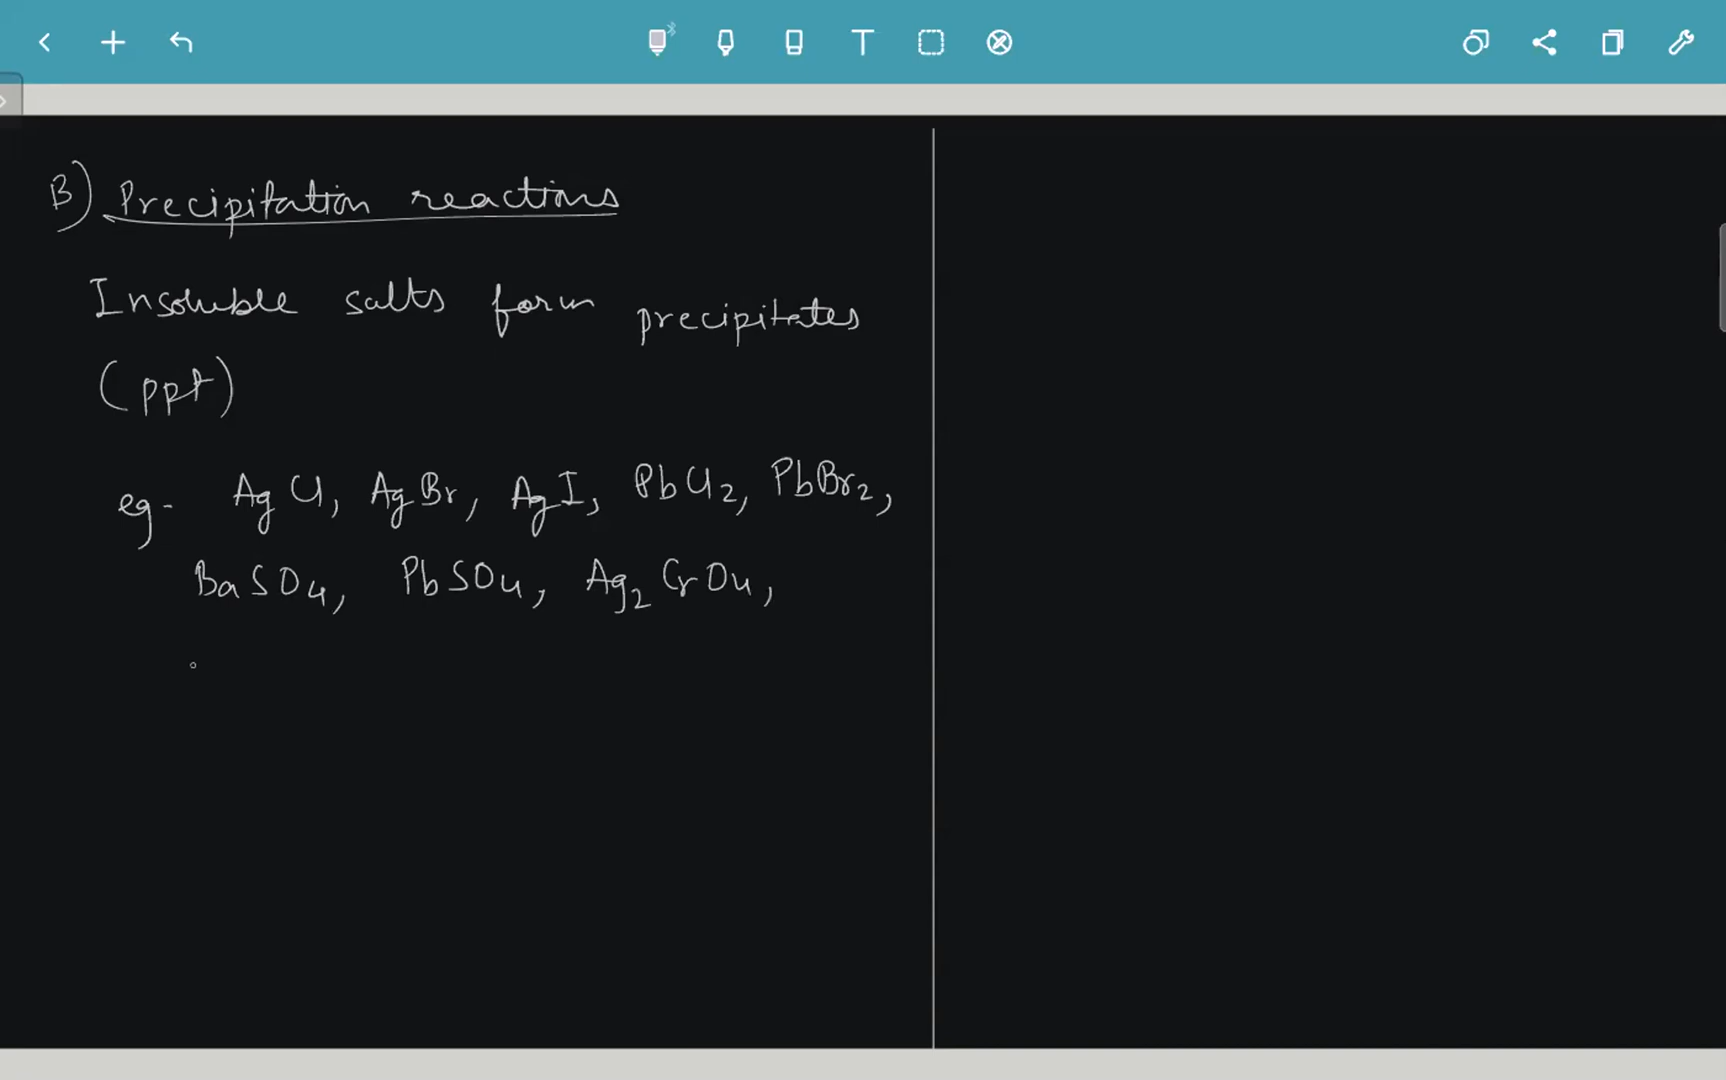 B) Precipitation reactions
Insoluble salts form precipitates
(ppt)
eg- AgCl, AgBr, AgI, PbCl2, PbBr2,
BaSO4, PbSO4, Ag2CrO4,